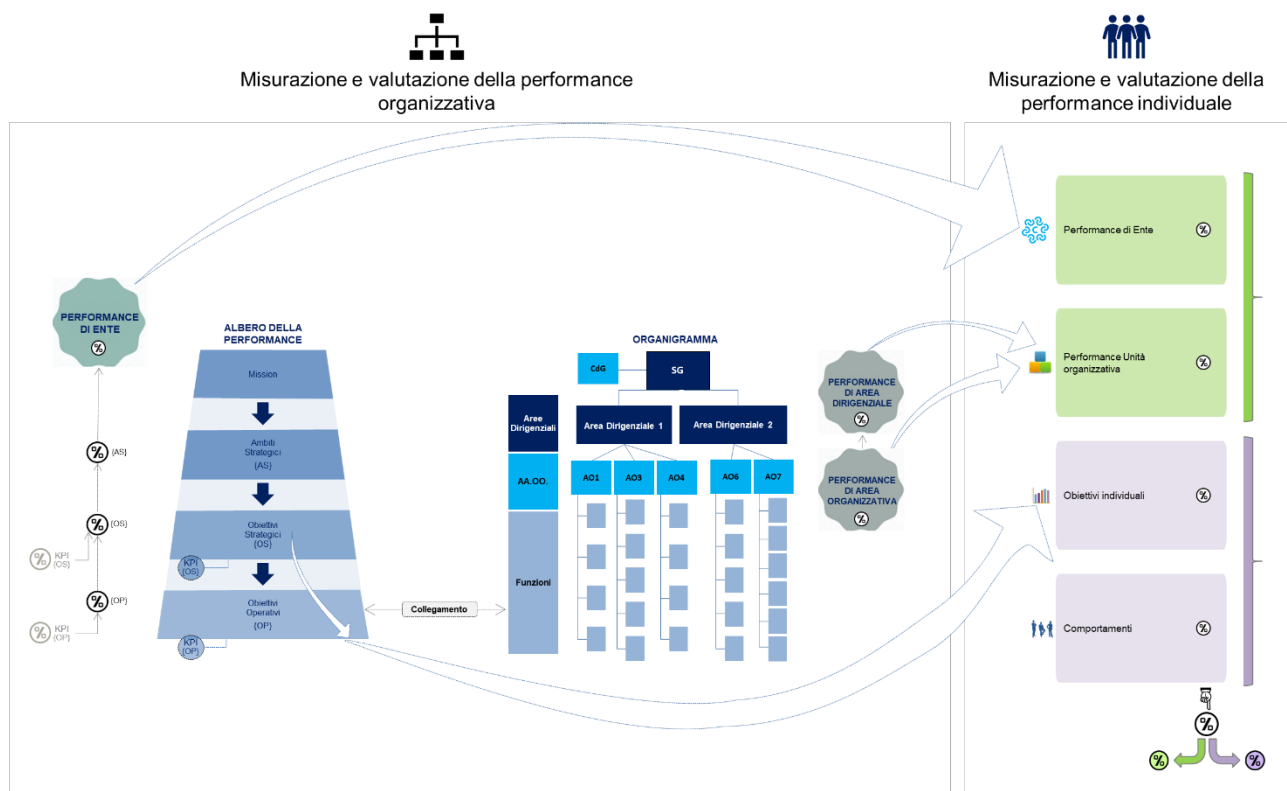 Misurazione e valutazione della performance
organizzativa
Misurazione e valutazione della
performance individuale
PERFORMANCE
DI ENTE
%
% {AS}
% {OS}
% KPI
{OS}
% {OP}
% KPI
{OP}
ALBERO DELLA
PERFORMANCE
Mission
Ambiti
Strategici
{AS}
Obiettivi
Strategici
{OS}
KPI
{OS}
Obiettivi
Operativi
{OP}
KPI
{OP}
Collegamento
ORGANIGRAMMA
CdG
SG
Aree
Dirigenziali
Area Dirigenziale 1
Area Dirigenziale 2
AA.OO.
AO1
AO3
AO4
AO6
AO7
Funzioni
PERFORMANCE
DI AREA
DIRIGENZIALE
%
PERFORMANCE
DI AREA
ORGANIZZATIVA
%
Performance di Ente %
Performance Unità
organizzativa
%
Obiettivi individuali %
Comportamenti %
%
% %